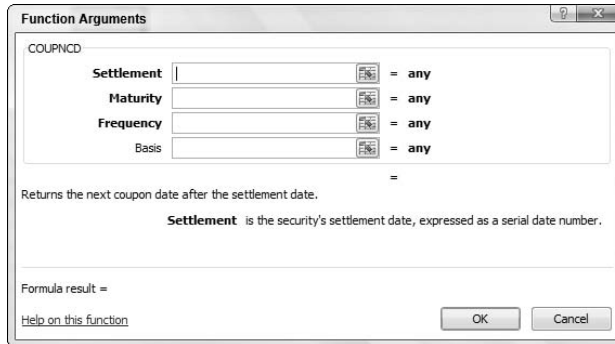 Function Arguments
COUPNCD
Settlement = any
Maturity = any
Frequency = any
Basis = any
=
Returns the next coupon date after the settlement date.
Settlement is the security's settlement date, expressed as a serial date number.
Formula result =
Help on this function
OK Cancel